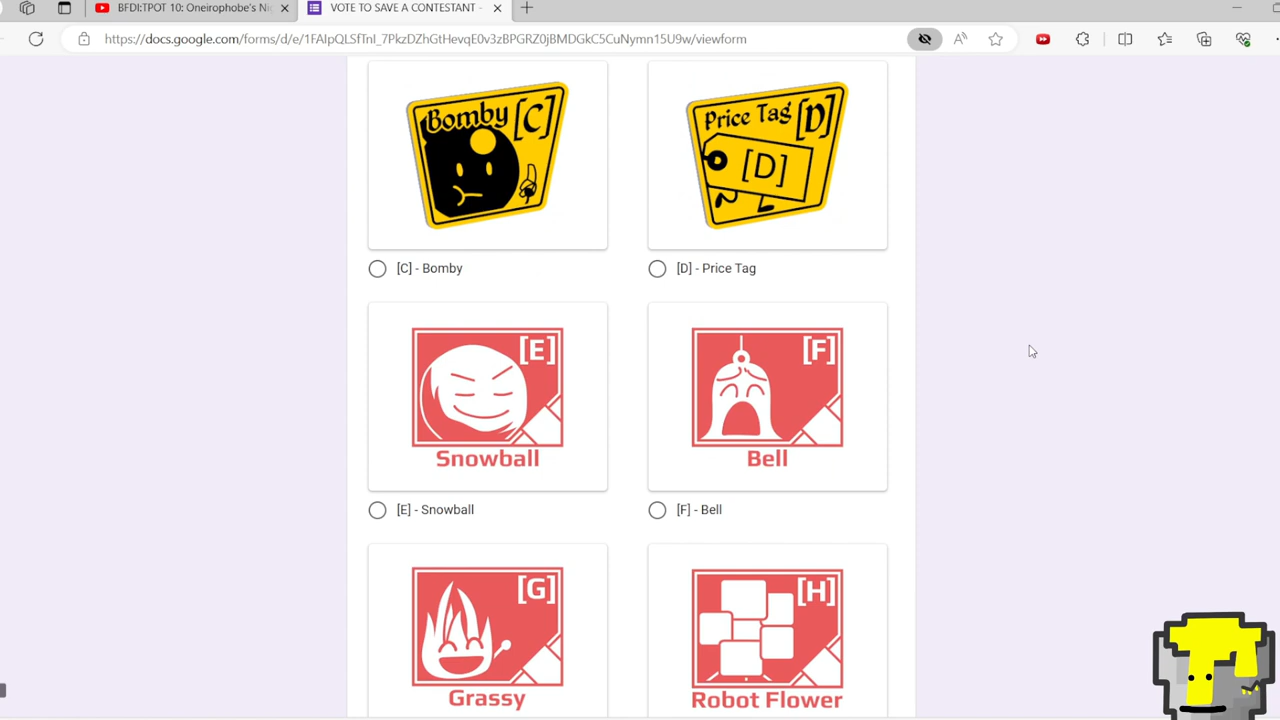 BFDI:TPOT 10: Oneirophobe's Ni
VOTE TO SAVE A CONTESTANT -
https://docs.google.com/forms/d/e/1FAIpQLSfTnI_7PkzDZhGtHevqE0v3zBPGRZ0jBMDGkC5CuNymn15U9w/viewform
Bomby [C]
Price Tag [D]
[D]
[C] - Bomby
[D] - Price Tag
[E]
[F]
Snowball
Bell
[E] - Snowball
[F] - Bell
[G]
[H]
Grassy
Robot Flower